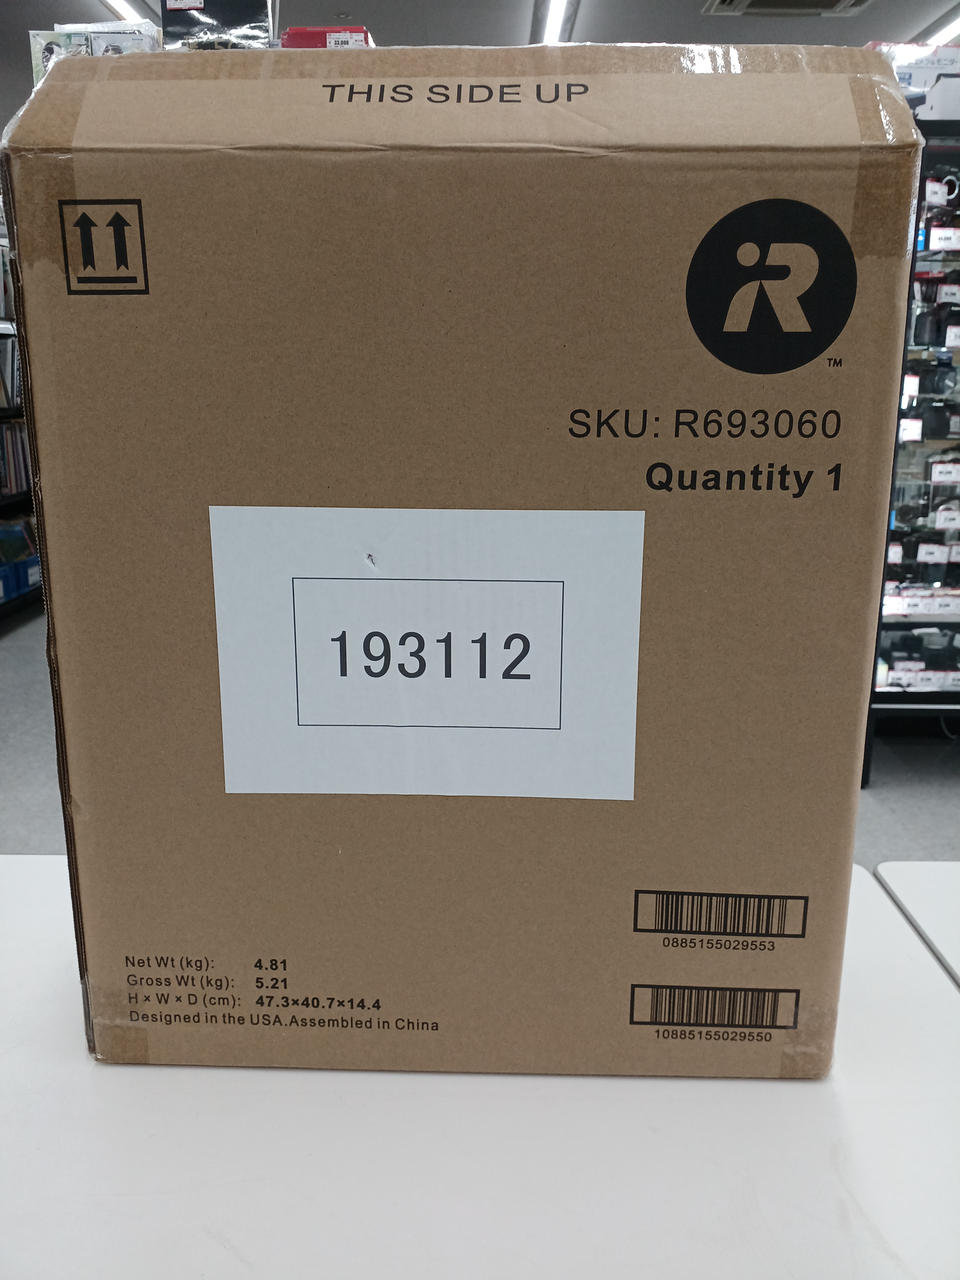 THIS SIDE UP
R
TM
SKU: R693060
Quantity 1
193112
0885155029553
Net Wt (kg): 4.81
Gross Wt (kg): 5.21
H × W × D (cm): 47.3×40.7×14.4
Designed in the USA.Assembled in China
10885155029550